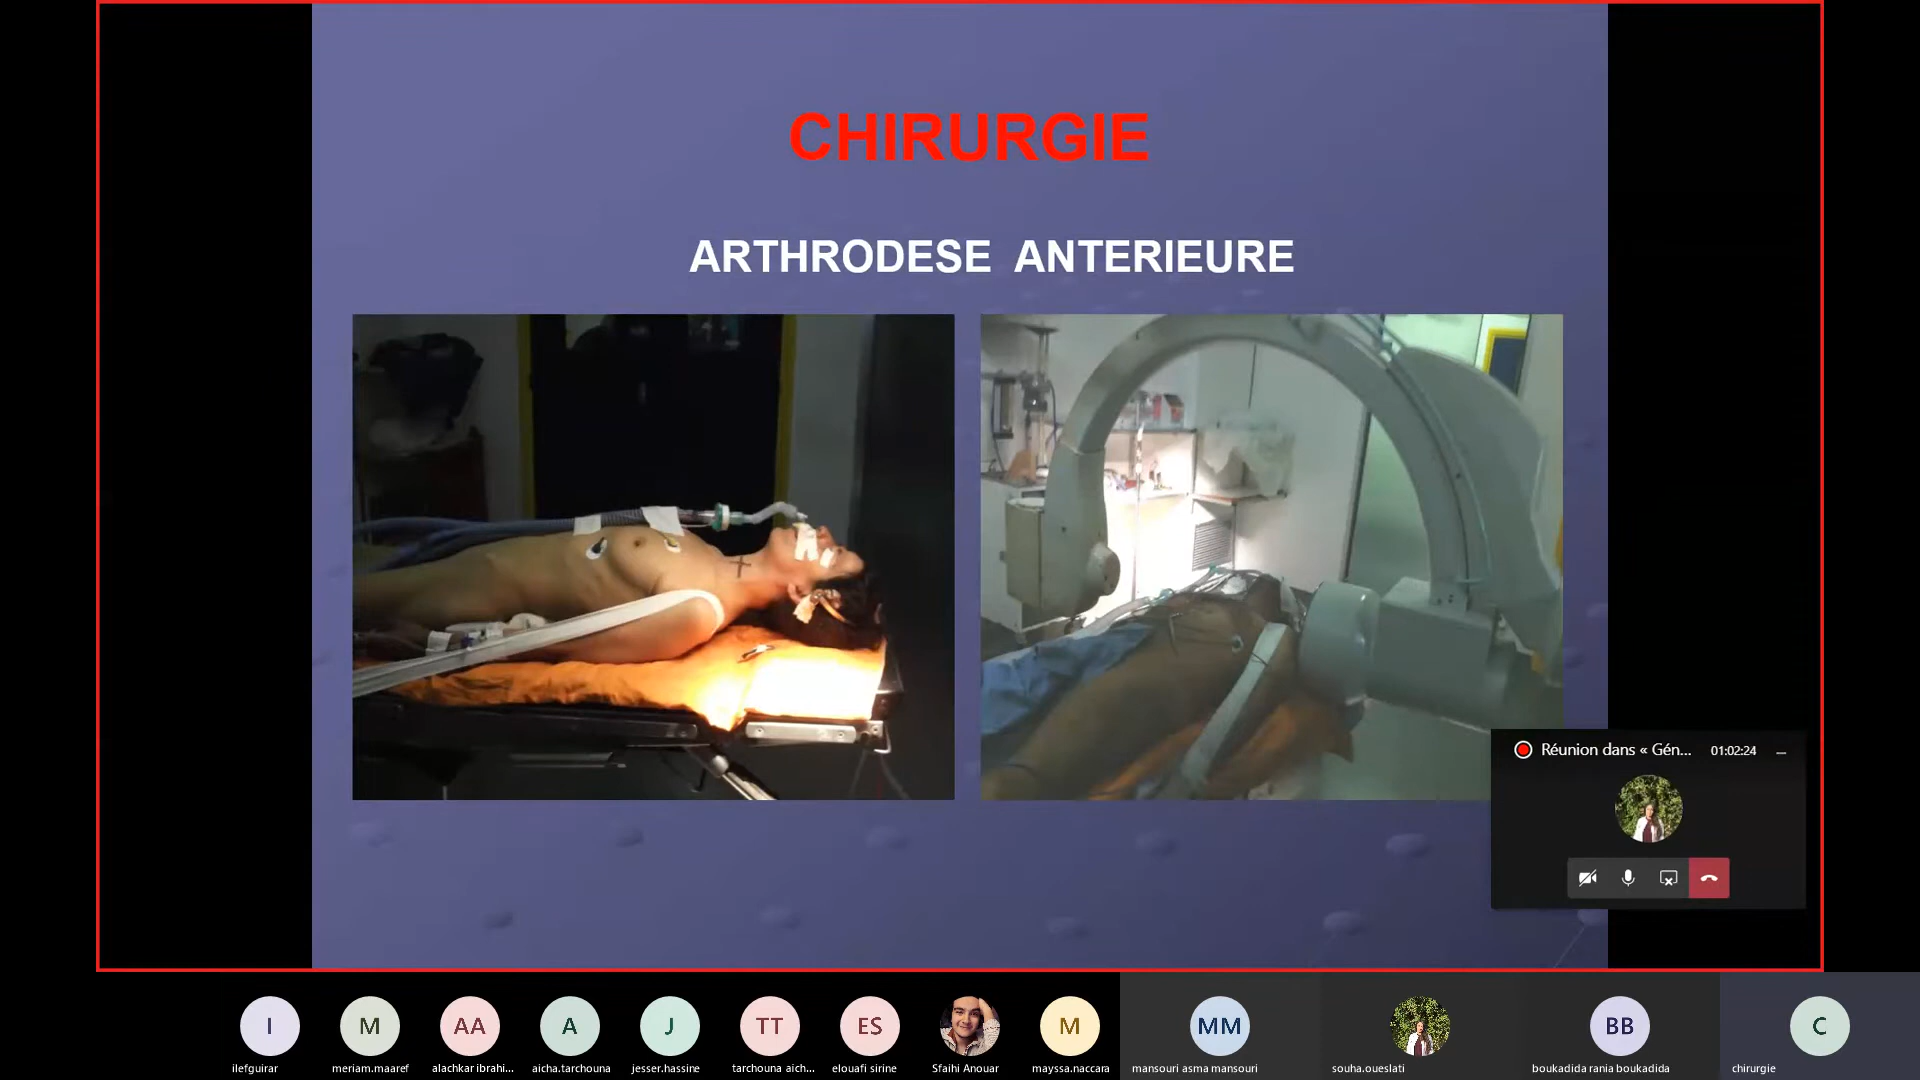 CHIRURGIE
ARTHRODESE ANTERIEURE
Réunion dans « Gén...
01:02:24
I
M
AA
A
J
TT
ES
M
MM
BB
C
ilefguirar
meriam.maaref
alachkar ibrahi...
aicha.tarchouna
jesser.hassine
tarchouna aich...
elouafi sirine
Sfaihi Anouar
mayssa.naccara
mansouri asma mansouri
souha.oueslati
boukadida rania boukadida
chirurgie